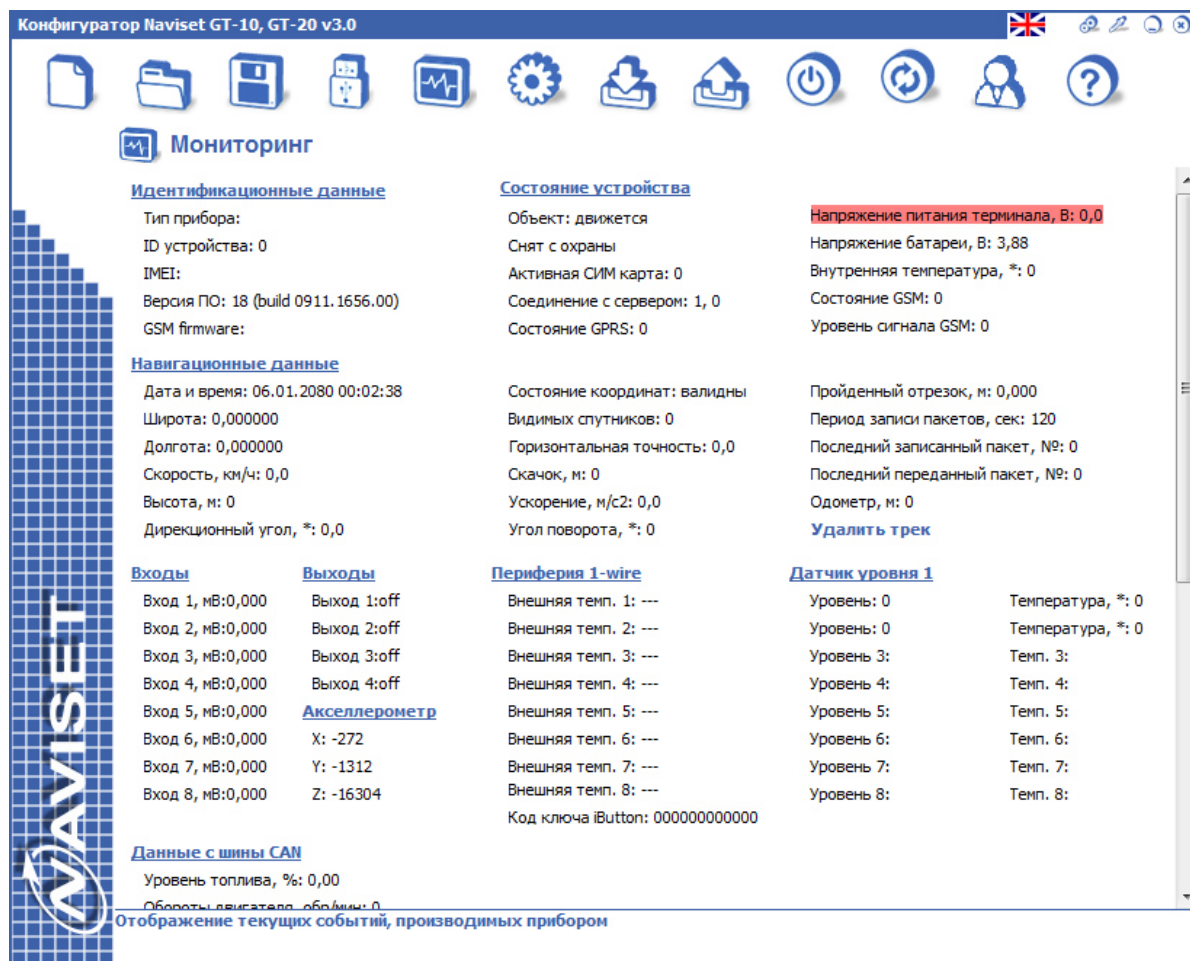 Конфигуратор Naviset GT-10, GT-20 v3.0
Мониторинг
Идентификационные данные
Тип прибора:
ID устройства: 0
IMEI:
Версия ПО: 18 (build 0911.1656.00)
GSM firmware:
Состояние устройства
Объект: движется
Снят с охраны
Активная СИМ карта: 0
Соединение с сервером: 1, 0
Состояние GPRS: 0
Напряжение питания терминала, В: 0,0
Напряжение батареи, В: 3,88
Внутренняя температура, *: 0
Состояние GSM: 0
Уровень сигнала GSM: 0
Навигационные данные
Дата и время: 06.01.2080 00:02:38
Широта: 0,000000
Долгота: 0,000000
Скорость, км/ч: 0,0
Высота, м: 0
Дирекционный угол, *: 0,0
Состояние координат: валидны
Видимых спутников: 0
Горизонтальная точность: 0,0
Скачок, м: 0
Ускорение, м/с2: 0,0
Угол поворота, *: 0
Пройденный отрезок, м: 0,000
Период записи пакетов, сек: 120
Последний записанный пакет, №: 0
Последний переданный пакет, №: 0
Одометр, м: 0
Удалить трек
Входы
Вход 1, мВ:0,000
Вход 2, мВ:0,000
Вход 3, мВ:0,000
Вход 4, мВ:0,000
Вход 5, мВ:0,000
Вход 6, мВ:0,000
Вход 7, мВ:0,000
Вход 8, мВ:0,000
Выходы
Выход 1:off
Выход 2:off
Выход 3:off
Выход 4:off
Акселлерометр
X: -272
Y: -1312
Z: -16304
Периферия 1-wire
Внешняя темп. 1: ---
Внешняя темп. 2: ---
Внешняя темп. 3: ---
Внешняя темп. 4: ---
Внешняя темп. 5: ---
Внешняя темп. 6: ---
Внешняя темп. 7: ---
Внешняя темп. 8: ---
Код ключа iButton: 000000000000
Датчик уровня 1
Уровень: 0 Температура, *: 0
Уровень: 0 Температура, *: 0
Уровень 3: Темп. 3:
Уровень 4: Темп. 4:
Уровень 5: Темп. 5:
Уровень 6: Темп. 6:
Уровень 7: Темп. 7:
Уровень 8: Темп. 8:
Данные с шины CAN
Уровень топлива, %: 0,00
Обороты двигателя, обр/мин: 0
Отображение текущих событий, производимых прибором
NAVISET